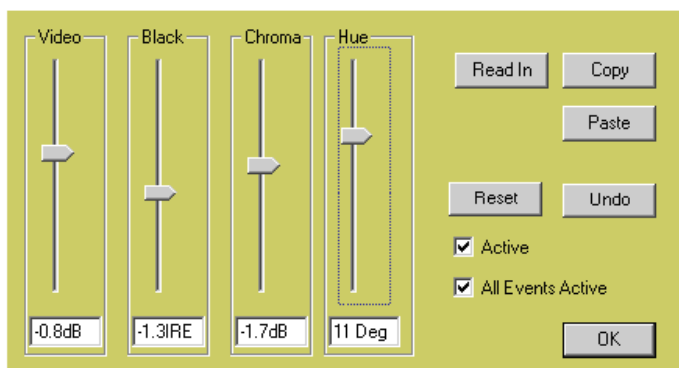 Video
Black
Chroma
Hue
Read In
Copy
Paste
Reset
Undo
Active
All Events Active
-0.8dB
-1.3IRE
-1.7dB
11 Deg
OK